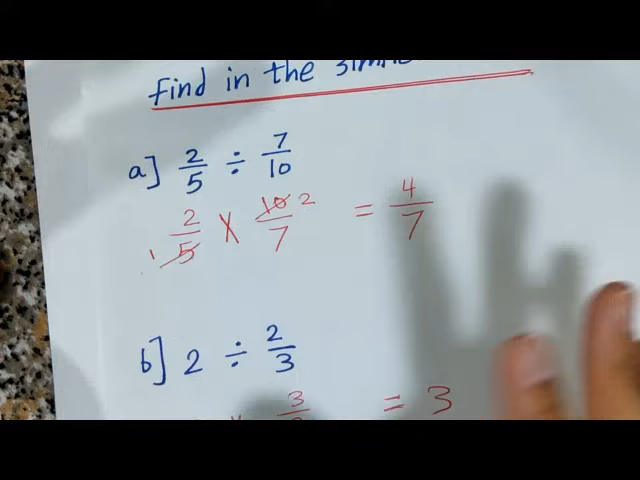 Find in the
a] 2/5 ÷ 7/10
2/5 X 10/7 2 = 4/7
1
b] 2 ÷ 2/3
x 3 = 3